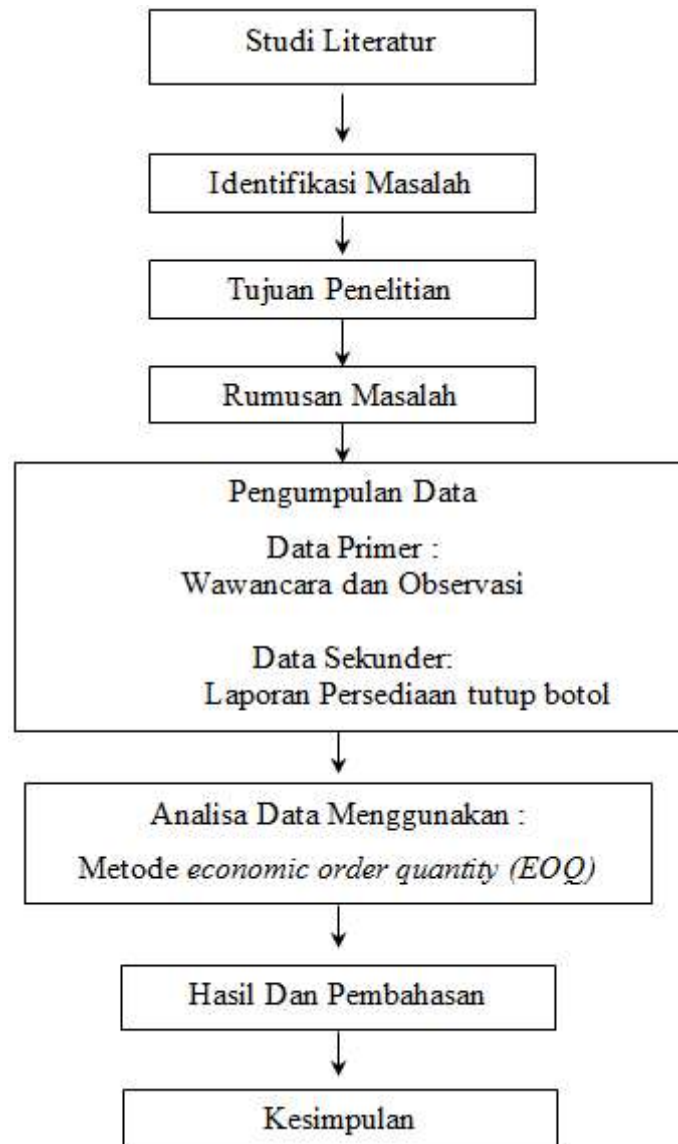 Studi Literatur
Identifikasi Masalah
Tujuan Penelitian
Rumusan Masalah
Pengumpulan Data
Data Primer :
Wawancara dan Observasi
Data Sekunder:
Laporan Persediaan tutup botol
Analisa Data Menggunakan :
Metode economic order quantity (EOQ)
Hasil Dan Pembahasan
Kesimpulan